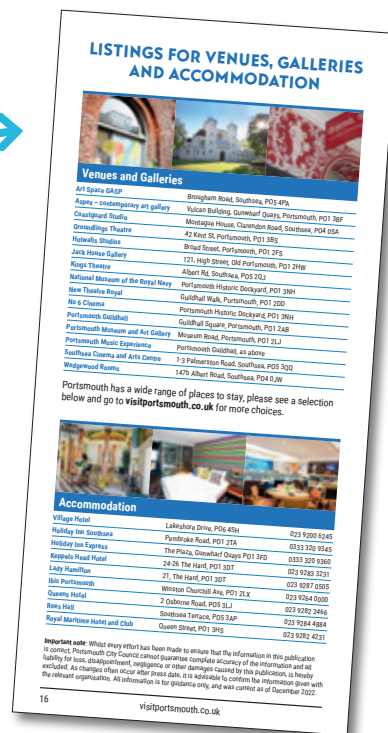 LISTINGS FOR VENUES, GALLERIES
AND ACCOMMODATION
Venues and Galleries
Art Space GASP Brougham Road, Southsea, PO5 4PA
Aspex – contemporary art gallery Vulcan Building, Gunwharf Quays, Portsmouth, PO1 3BF
Coastguard Studio Montague House, Clarendon Road, Southsea, PO4 0SA
Groundlings Theatre 42 Kent St, Portsmouth, PO1 3BS
Hotwalls Studios Broad Street, Portsmouth, PO1 2FS
Jack House Gallery 121, High Street, Old Portsmouth, PO1 2HW
Kings Theatre Albert Rd, Southsea, PO5 2QJ
National Museum of the Royal Navy Portsmouth Historic Dockyard, PO1 3NH
New Theatre Royal Guildhall Walk, Portsmouth, PO1 2DD
No 6 Cinema Portsmouth Historic Dockyard, PO1 3NH
Portsmouth Guildhall Guildhall Square, Portsmouth, PO1 2AB
Portsmouth Museum and Art Gallery Museum Road, Portsmouth, PO1 2LJ
Portsmouth Music Experience Portsmouth Guildhall, as above
Southsea Cinema and Arts Centre 1-3 Palmerston Road, Southsea, PO5 3QQ
Wedgewood Rooms 147b Albert Road, Southsea, PO4 0JW
Portsmouth has a wide range of places to stay, please see a selection
below and go to visitportsmouth.co.uk for more choices.
Accommodation
Village Hotel Lakeshore Drive, PO6 4SH 023 9200 6245
Holiday Inn Southsea Pembroke Road, PO1 2TA 0333 320 9345
Holiday Inn Express The Plaza, Gunwharf Quays PO1 3FD 0333 320 9360
Keppels Head Hotel 24-26 The Hard, PO1 3DT 023 9283 3231
Lady Hamilton 21, The Hard, PO1 3DT 023 9287 0505
Ibis Portsmouth Winston Churchill Ave, PO1 2LX 023 9264 0000
Queens Hotel 2 Osborne Road, PO5 3LJ 023 9282 2466
Rees Hall Southsea Terrace, PO5 3AP 023 9284 4884
Royal Maritime Hotel and Club Queen Street, PO1 3HS 023 9282 4231
Important note: Whilst every effort has been made to ensure that the information in this publication
is correct, Portsmouth City Council cannot guarantee complete accuracy of the information and all
liability for loss, disappointment, negligence or other damages caused by this publication, is hereby
excluded. As changes often occur after press date, it is advisable to confirm the information given with
the relevant organisation. All information is for guidance only, and was current as of December 2022.
16 visitportsmouth.co.uk